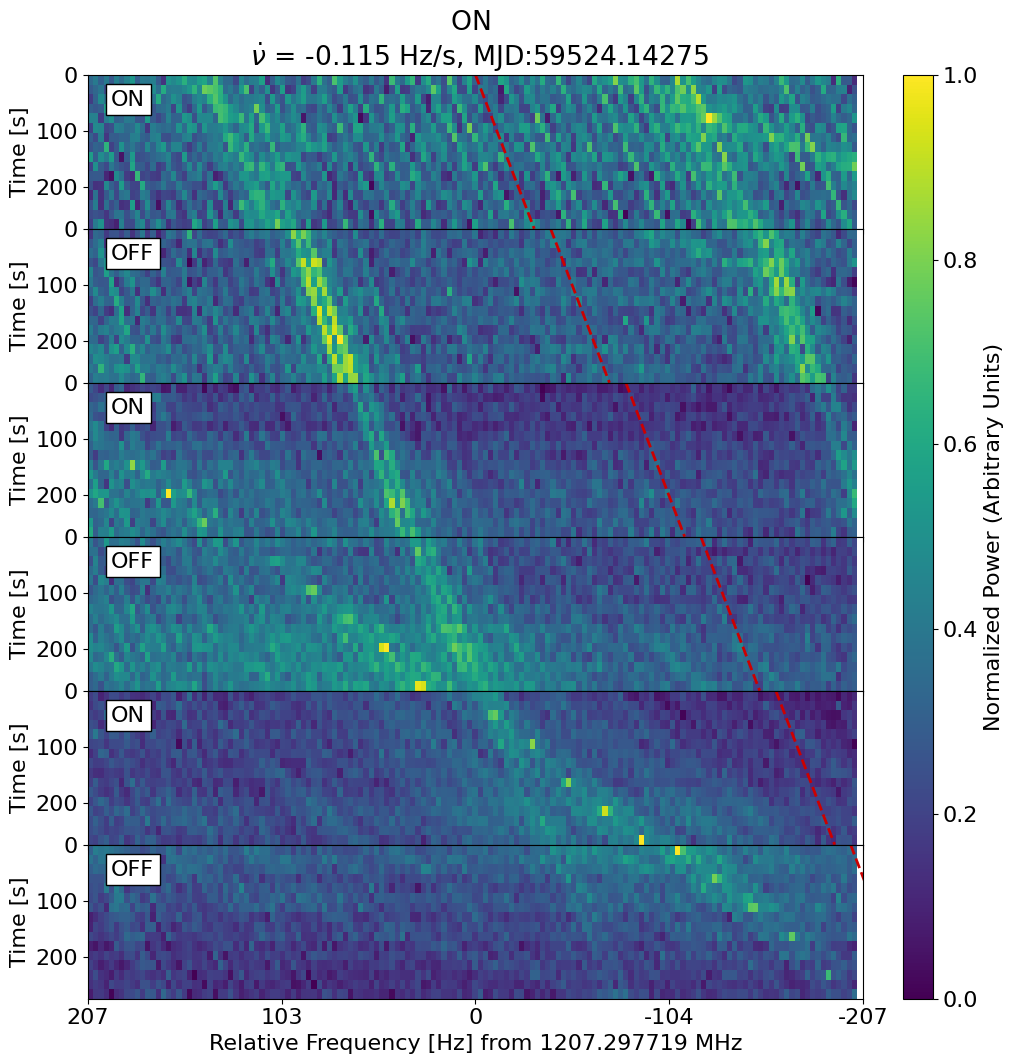 ON
ν̇ = -0.115 Hz/s, MJD:59524.14275
0
ON
100
200
Time [s]
0
OFF
100
200
Time [s]
0
ON
100
200
Time [s]
0
OFF
100
200
Time [s]
0
ON
100
200
Time [s]
0
OFF
100
200
Time [s]
207
103
0
-104
-207
Relative Frequency [Hz] from 1207.297719 MHz
1.0
0.8
0.6
0.4
0.2
0.0
Normalized Power (Arbitrary Units)